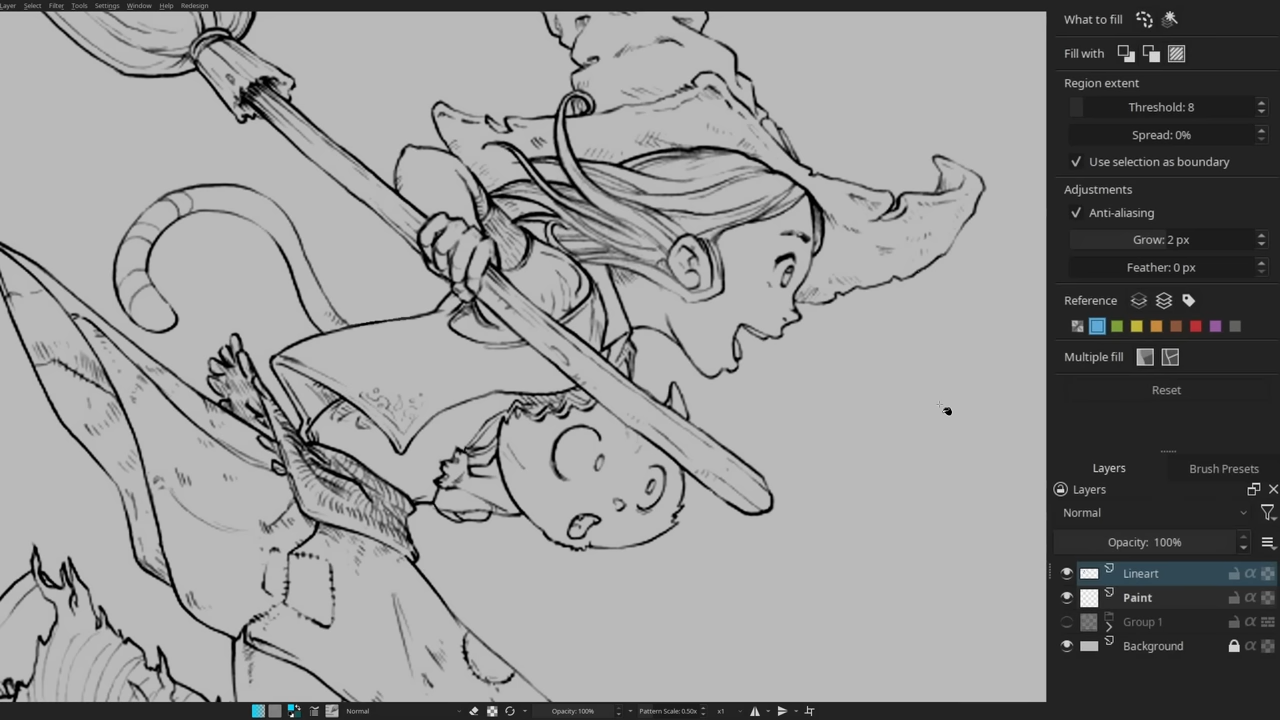 Layer Select Filter Tools Settings Window Help Redesign
What to fill
Fill with
Region extent
Threshold: 8
Spread: 0%
Use selection as boundary
Adjustments
Anti-aliasing
Grow: 2 px
Feather: 0 px
Reference
Multiple fill
Reset
Layers Brush Presets
Layers
Normal
Opacity: 100%
Lineart
Paint
Group 1
Background
Normal Opacity: 100% Pattern Scale: 0.50x x1